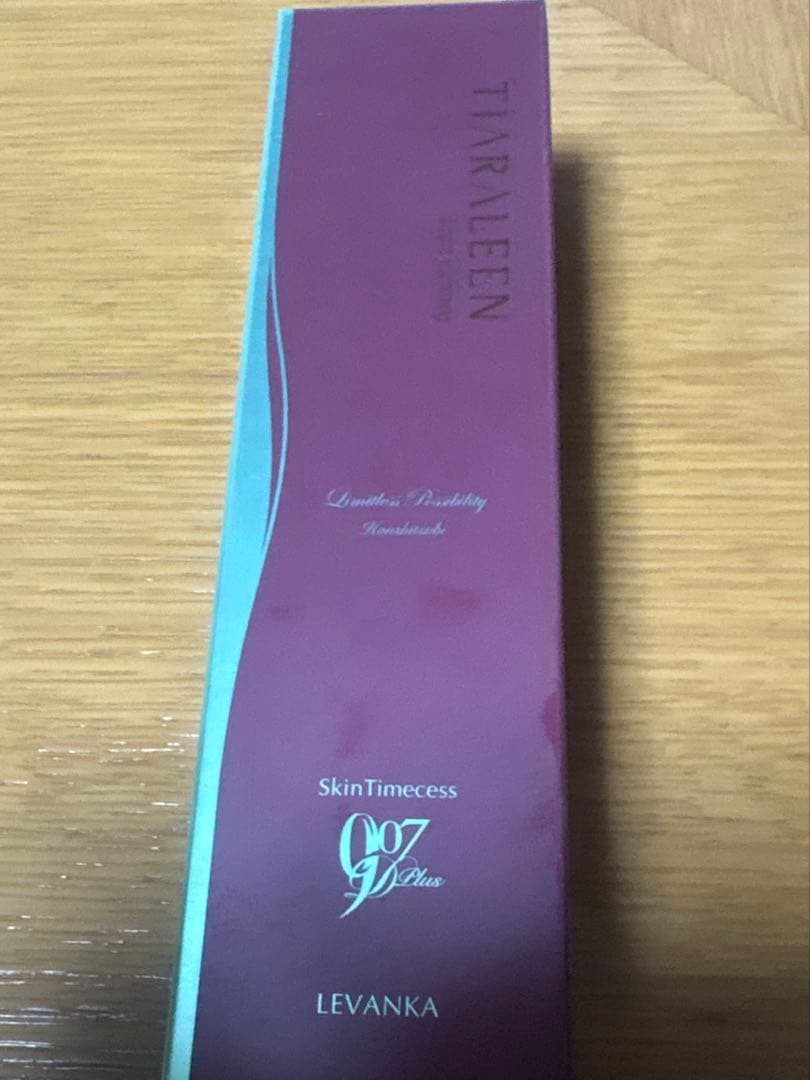 TIARALEEN
Limitless Possibility
SkinTimecess
007
Plus
LEVANKA